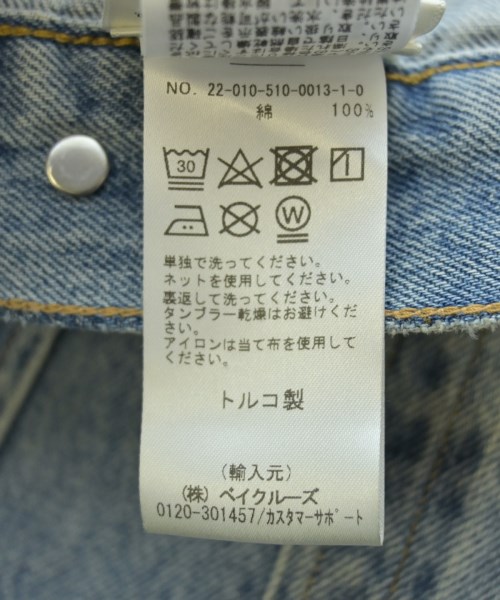 NO. 22-010-510-0013-1-0
綿 100%
30
W
単独で洗ってください。
ネットを使用してください。
裏返して洗ってください。
タンブラー乾燥はお避けくださ
い。
アイロンは当て布を使用して
ください。
トルコ製
(輸入元)
(株) ベイクルーズ
0120-301457/カスタマーサポート